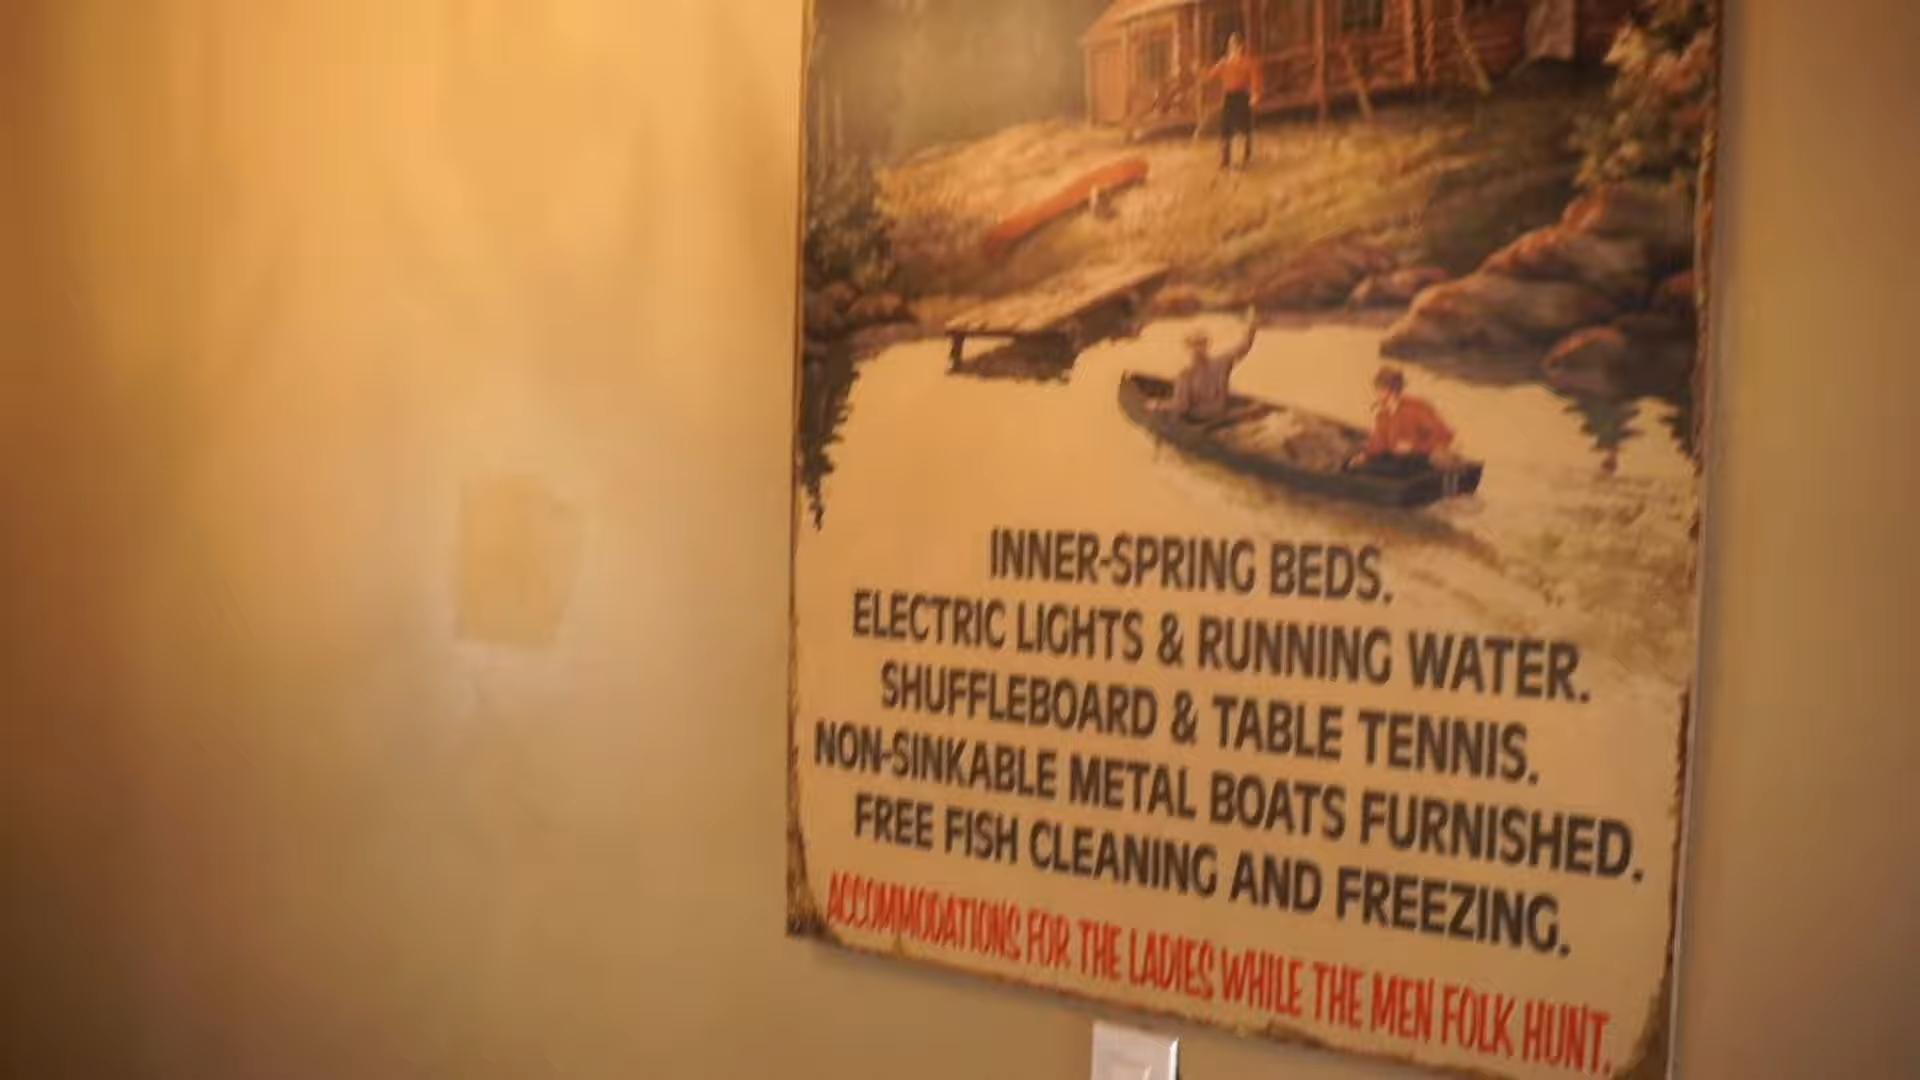 INNER-SPRING BEDS.
ELECTRIC LIGHTS & RUNNING WATER.
SHUFFLEBOARD & TABLE TENNIS.
NON-SINKABLE METAL BOATS FURNISHED.
FREE FISH CLEANING AND FREEZING.
ACCOMMODATIONS FOR THE LADIES WHILE THE MEN FOLK HUNT.